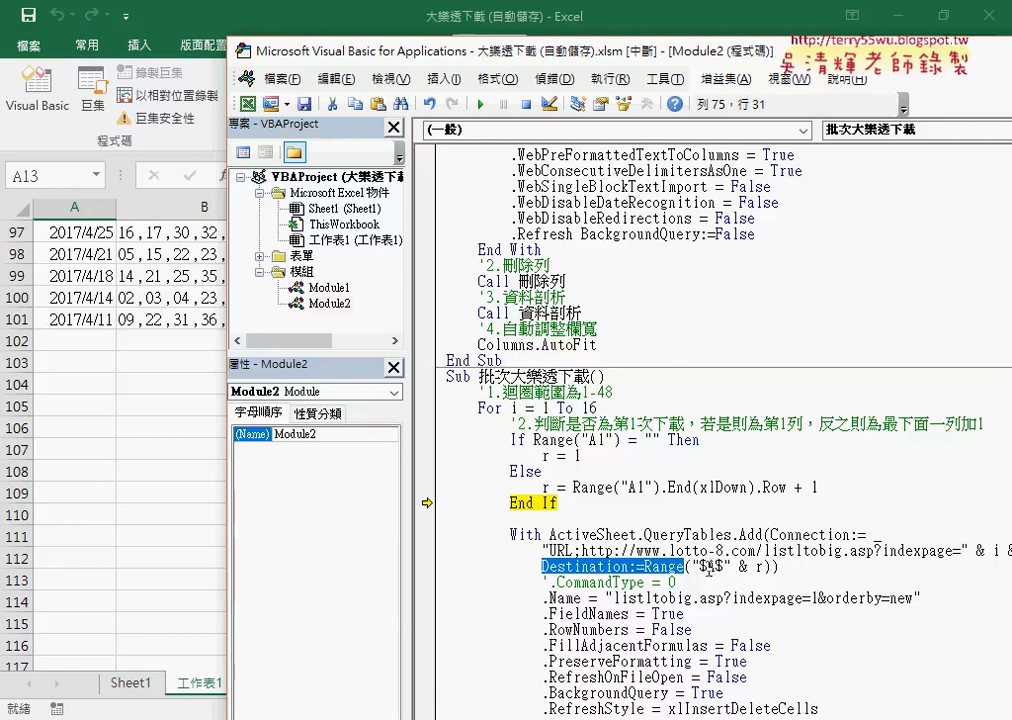 大樂透下載 (自動儲存) - Excel
檔案 常用 插入 版面配置
Visual Basic 巨集 錄製巨集
以相對位置錄製
巨集安全性
程式碼
A13
A B
97 2017/4/25 16 ,17 ,30 ,32 ,
98 2017/4/21 05 ,15 ,22 ,23 ,
99 2017/4/18 14 ,21 ,25 ,35 ,
100 2017/4/14 02 ,03 ,04 ,23 ,
101 2017/4/11 09 ,22 ,31 ,36 ,
102
103
104
105
106
107
108
109
110
111
112
113
114
115
116
117
Sheet1 工作表1
就緒
Microsoft Visual Basic for Applications - 大樂透下載 (自動儲存).xlsm [中斷] - [Module2 (程式碼)]
http://terry55wu.blogspot.tw
吳清輝老師錄製
檔案(F) 編輯(E) 檢視(V) 插入(I) 格式(O) 偵錯(D) 執行(R) 工具(T) 增益集(A) 視窗(W) 說明(H)
列 75，行 31
專案 - VBAProject
VBAProject (大樂透下載
Microsoft Excel 物件
Sheet1 (Sheet1)
ThisWorkbook
工作表1 (工作表1)
表單
模組
Module1
Module2
屬性 - Module2
Module2 Module
字母順序 性質分類
(Name) Module2
(一般) 批次大樂透下載
.WebPreFormattedTextToColumns = True
.WebConsecutiveDelimitersAsOne = True
.WebSingleBlockTextImport = False
.WebDisableDateRecognition = False
.WebDisableRedirections = False
.Refresh BackgroundQuery:=False
End With
'2.刪除列
Call 刪除列
'3.資料剖析
Call 資料剖析
'4.自動調整欄寬
Columns.AutoFit
End Sub
Sub 批次大樂透下載()
'1.迴圈範圍為1-48
For i = 1 To 16
'2.判斷是否為第1次下載，若是則為第1列，反之則為最下面一列加1
If Range("A1") = "" Then
r = 1
Else
r = Range("A1").End(xlDown).Row + 1
End If
With ActiveSheet.QueryTables.Add(Connection:= _
"URL;http://www.lotto-8.com/listltobig.asp?indexpage=" & i &
Destination:=Range("$A$" & r))
'.CommandType = 0
.Name = "listltobig.asp?indexpage=1&orderby=new"
.FieldNames = True
.RowNumbers = False
.FillAdjacentFormulas = False
.PreserveFormatting = True
.RefreshOnFileOpen = False
.BackgroundQuery = True
.RefreshStyle = xlInsertDeleteCells